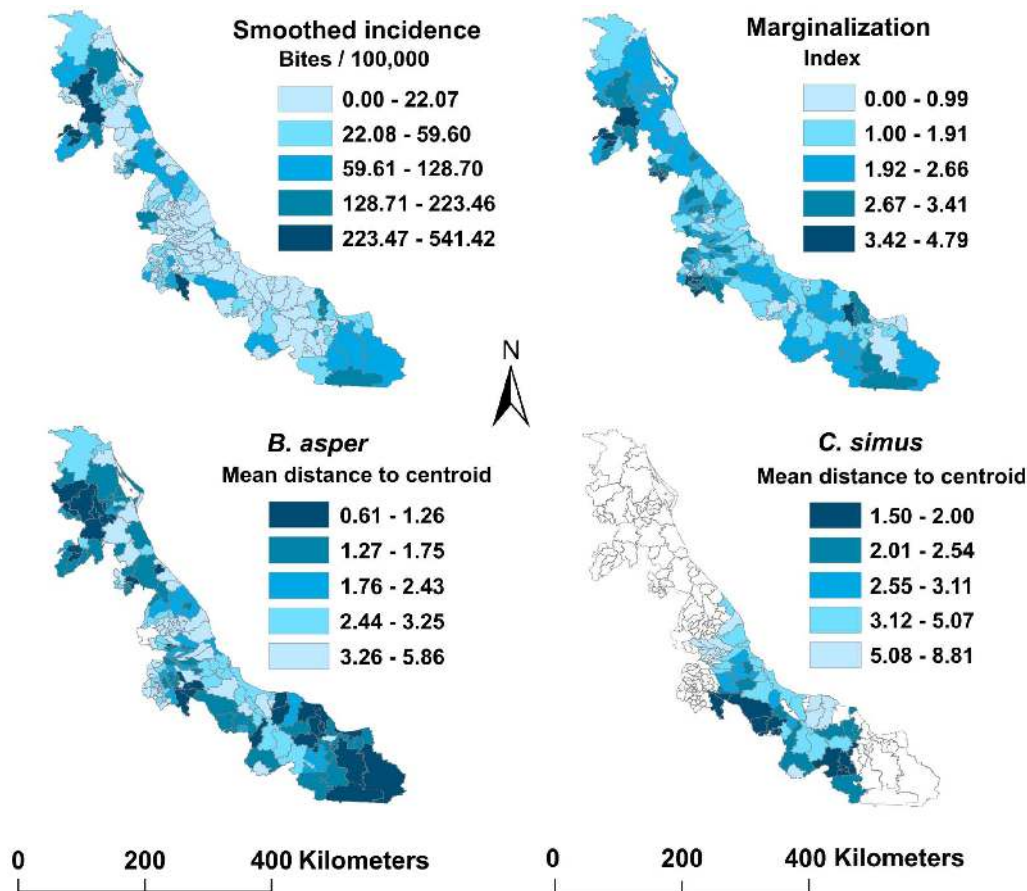 Smoothed incidence
Bites / 100,000
0.00 - 22.07
22.08 - 59.60
59.61 - 128.70
128.71 - 223.46
223.47 - 541.42
Marginalization
Index
0.00 - 0.99
1.00 - 1.91
1.92 - 2.66
2.67 - 3.41
3.42 - 4.79
N
B. asper
Mean distance to centroid
0.61 - 1.26
1.27 - 1.75
1.76 - 2.43
2.44 - 3.25
3.26 - 5.86
C. simus
Mean distance to centroid
1.50 - 2.00
2.01 - 2.54
2.55 - 3.11
3.12 - 5.07
5.08 - 8.81
0 200 400 Kilometers
0 200 400 Kilometers